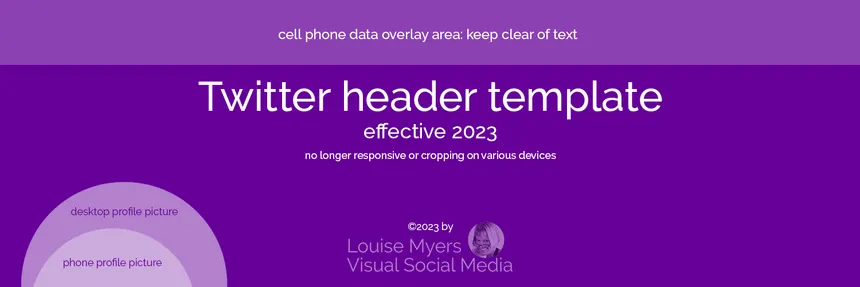 cell phone data overlay area: keep clear of text
Twitter header template
effective 2023
no longer responsive or cropping on various devices
desktop profile picture
©2023 by
Louise Myers
phone profile picture
Visual Social Media